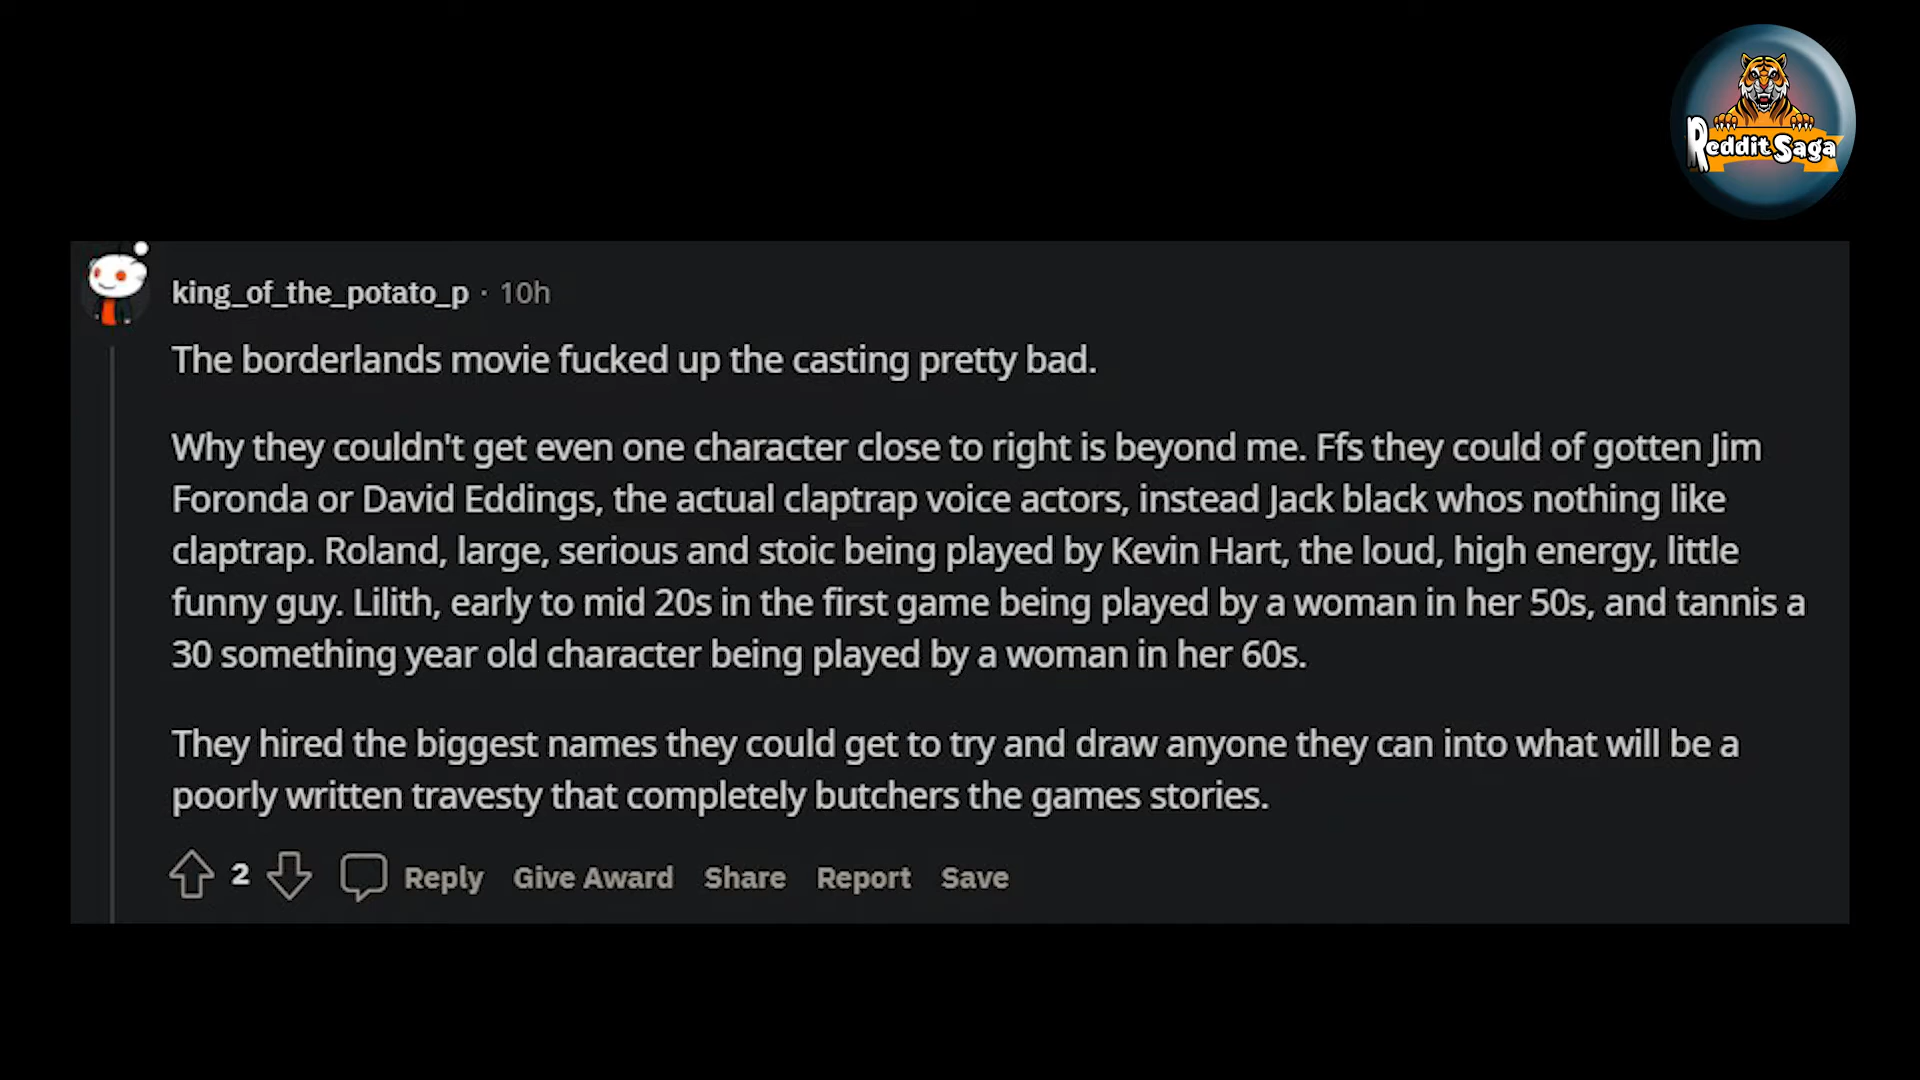 Reddit Saga
king_of_the_potato_p · 10h
The borderlands movie fucked up the casting pretty bad.
Why they couldn't get even one character close to right is beyond me. Ffs they could of gotten Jim
Foronda or David Eddings, the actual claptrap voice actors, instead Jack black whos nothing like
claptrap. Roland, large, serious and stoic being played by Kevin Hart, the loud, high energy, little
funny guy. Lilith, early to mid 20s in the first game being played by a woman in her 50s, and tannis a
30 something year old character being played by a woman in her 60s.
They hired the biggest names they could get to try and draw anyone they can into what will be a
poorly written travesty that completely butchers the games stories.
2 Reply Give Award Share Report Save